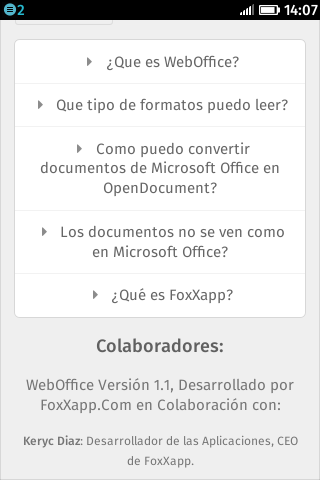 2 14:07
¿Que es WebOffice?
Que tipo de formatos puedo leer?
Como puedo convertir
documentos de Microsoft Office en
OpenDocument?
Los documentos no se ven como
en Microsoft Office?
¿Qué es FoxXapp?
Colaboradores:
WebOffice Versión 1.1, Desarrollado por
FoxXapp.Com en Colaboración con:
Keryc Diaz: Desarrollador de las Aplicaciones, CEO
de FoxXapp.